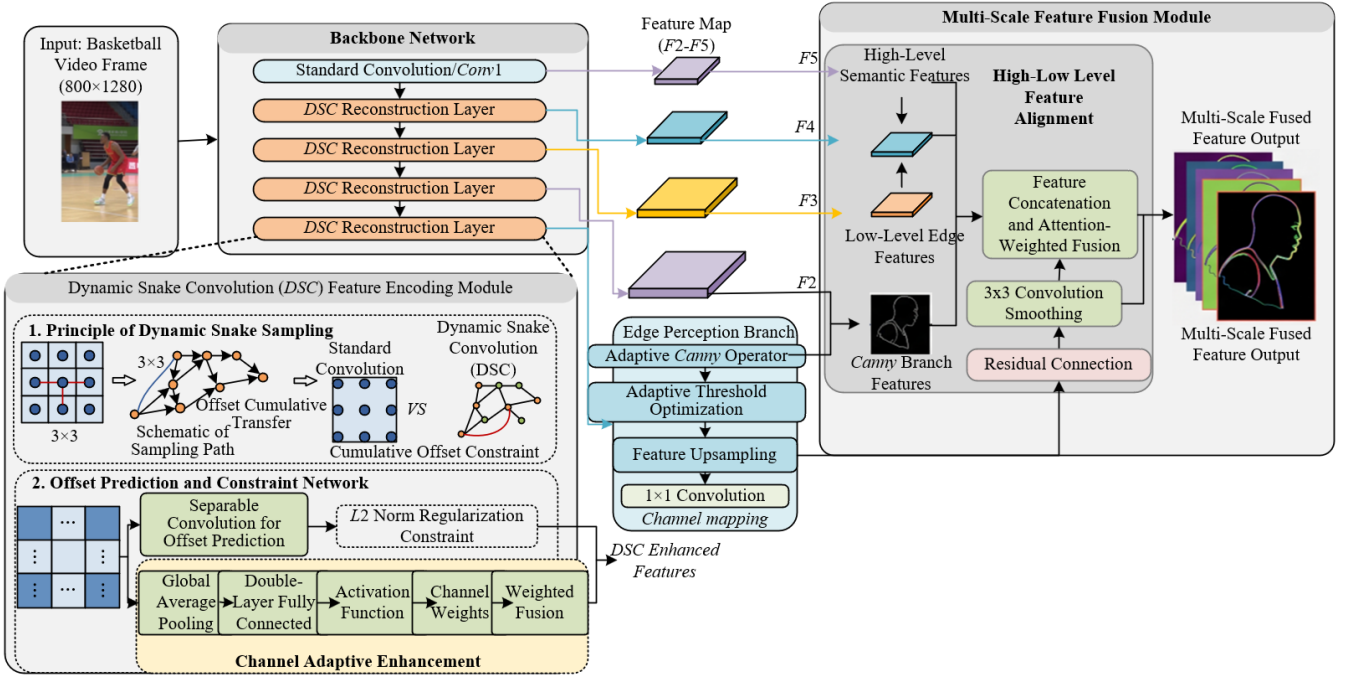 Input: Basketball
Video Frame
(800×1280)
Backbone Network
Standard Convolution/Conv1
DSC Reconstruction Layer
DSC Reconstruction Layer
DSC Reconstruction Layer
DSC Reconstruction Layer
Feature Map
(F2-F5)
F5
F4
F3
F2
Multi-Scale Feature Fusion Module
High-Level
Semantic Features
High-Low Level
Feature
Alignment
Low-Level Edge
Features
Canny Branch
Features
Feature
Concatenation
and Attention-
Weighted Fusion
3x3 Convolution
Smoothing
Residual Connection
Multi-Scale Fused
Feature Output
Multi-Scale Fused
Feature Output
Edge Perception Branch
Adaptive Canny Operator
Adaptive Threshold
Optimization
Feature Upsampling
1×1 Convolution
Channel mapping
Dynamic Snake Convolution (DSC) Feature Encoding Module
1. Principle of Dynamic Snake Sampling
3×3
3×3
Offset Cumulative
Transfer
Schematic of
Sampling Path
Standard
Convolution
VS
Dynamic Snake
Convolution
(DSC)
Cumulative Offset Constraint
2. Offset Prediction and Constraint Network
...
...
⋮
⋮
⋮
⋮
...
Separable
Convolution for
Offset Prediction
L2 Norm Regularization
Constraint
DSC Enhanced
Features
Global
Average
Pooling
Double-
Layer Fully
Connected
Activation
Function
Channel
Weights
Weighted
Fusion
Channel Adaptive Enhancement